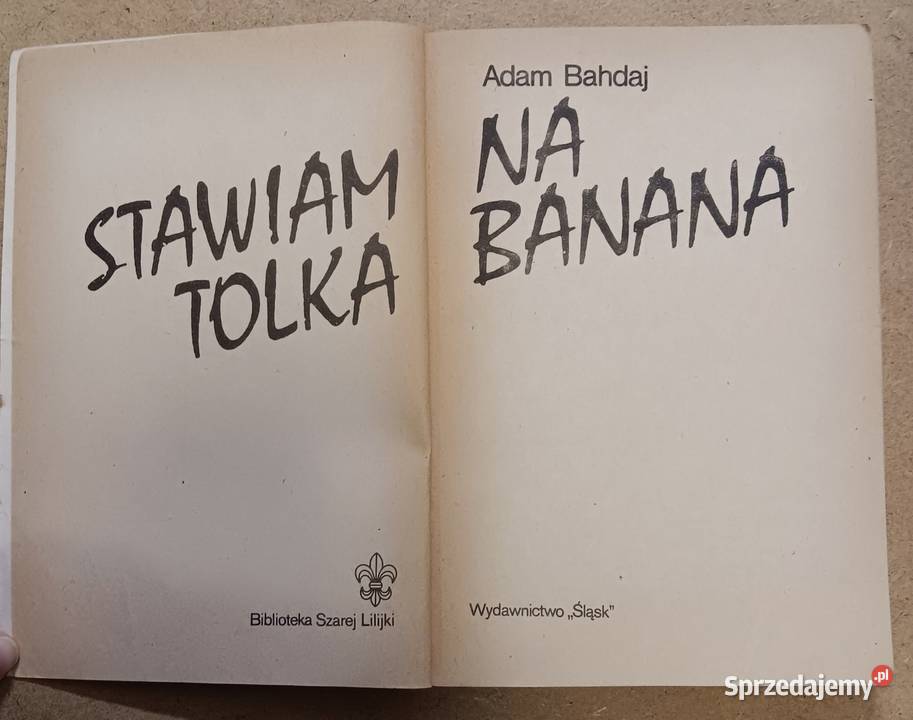 STAWIAM
TOLKA
Biblioteka Szarej Lilijki
Adam Bahdaj
NA
BANANA
Wydawnictwo „Śląsk”
Sprzedajemy.pl